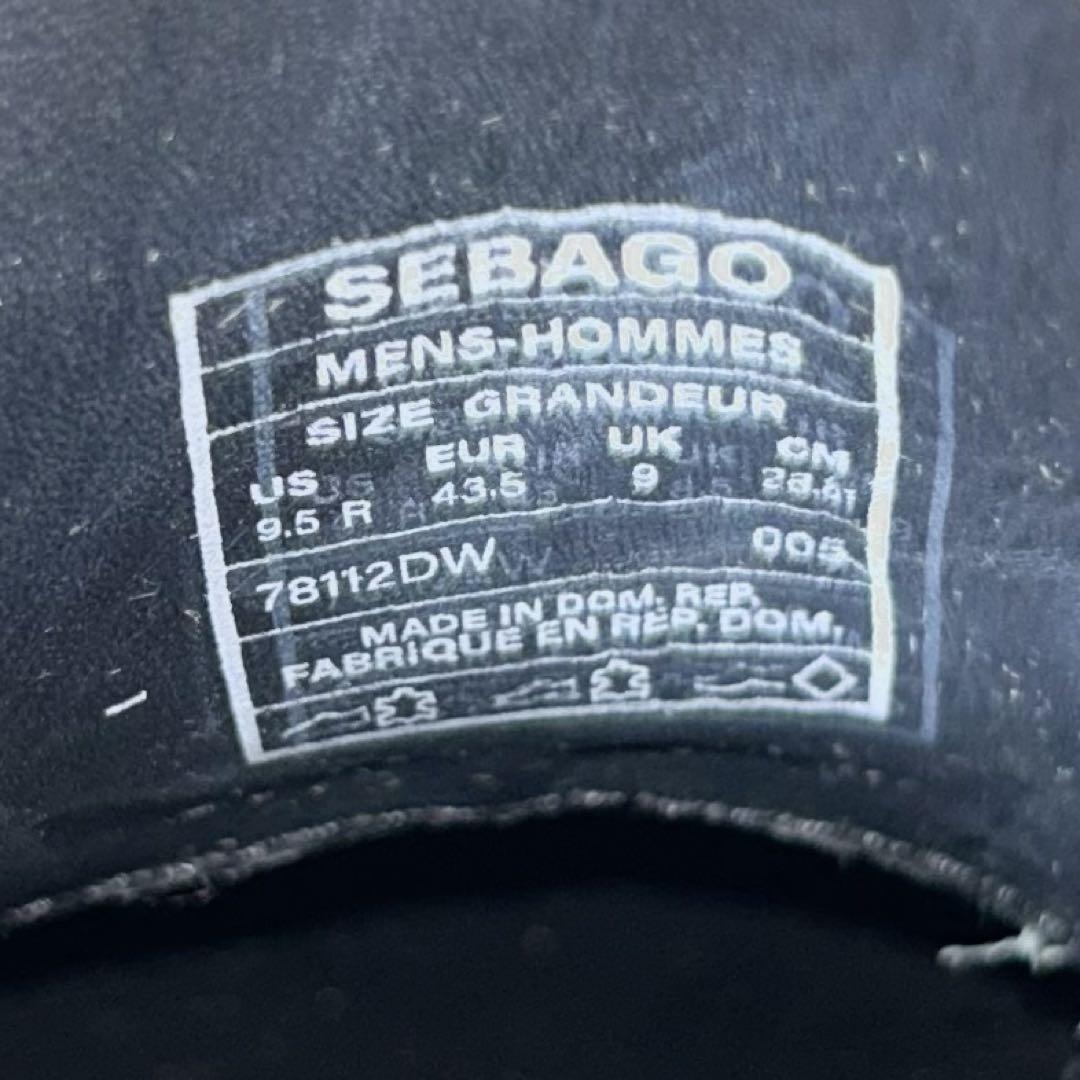 SEBAGO
MENS-HOMMES
SIZE GRANDEUR
US EUR UK CM
9.5 R 43.5 9
78112DW 005
MADE IN DOM. REP.
FABRIQUE EN REP. DOM.